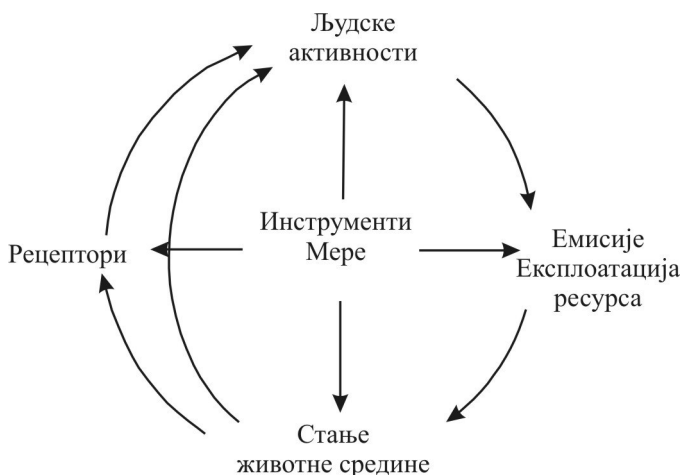 Људске
активности
Инструменти
Мере
Рецептори
Емисије
Експлоатација
ресурса
Стање
животне средине